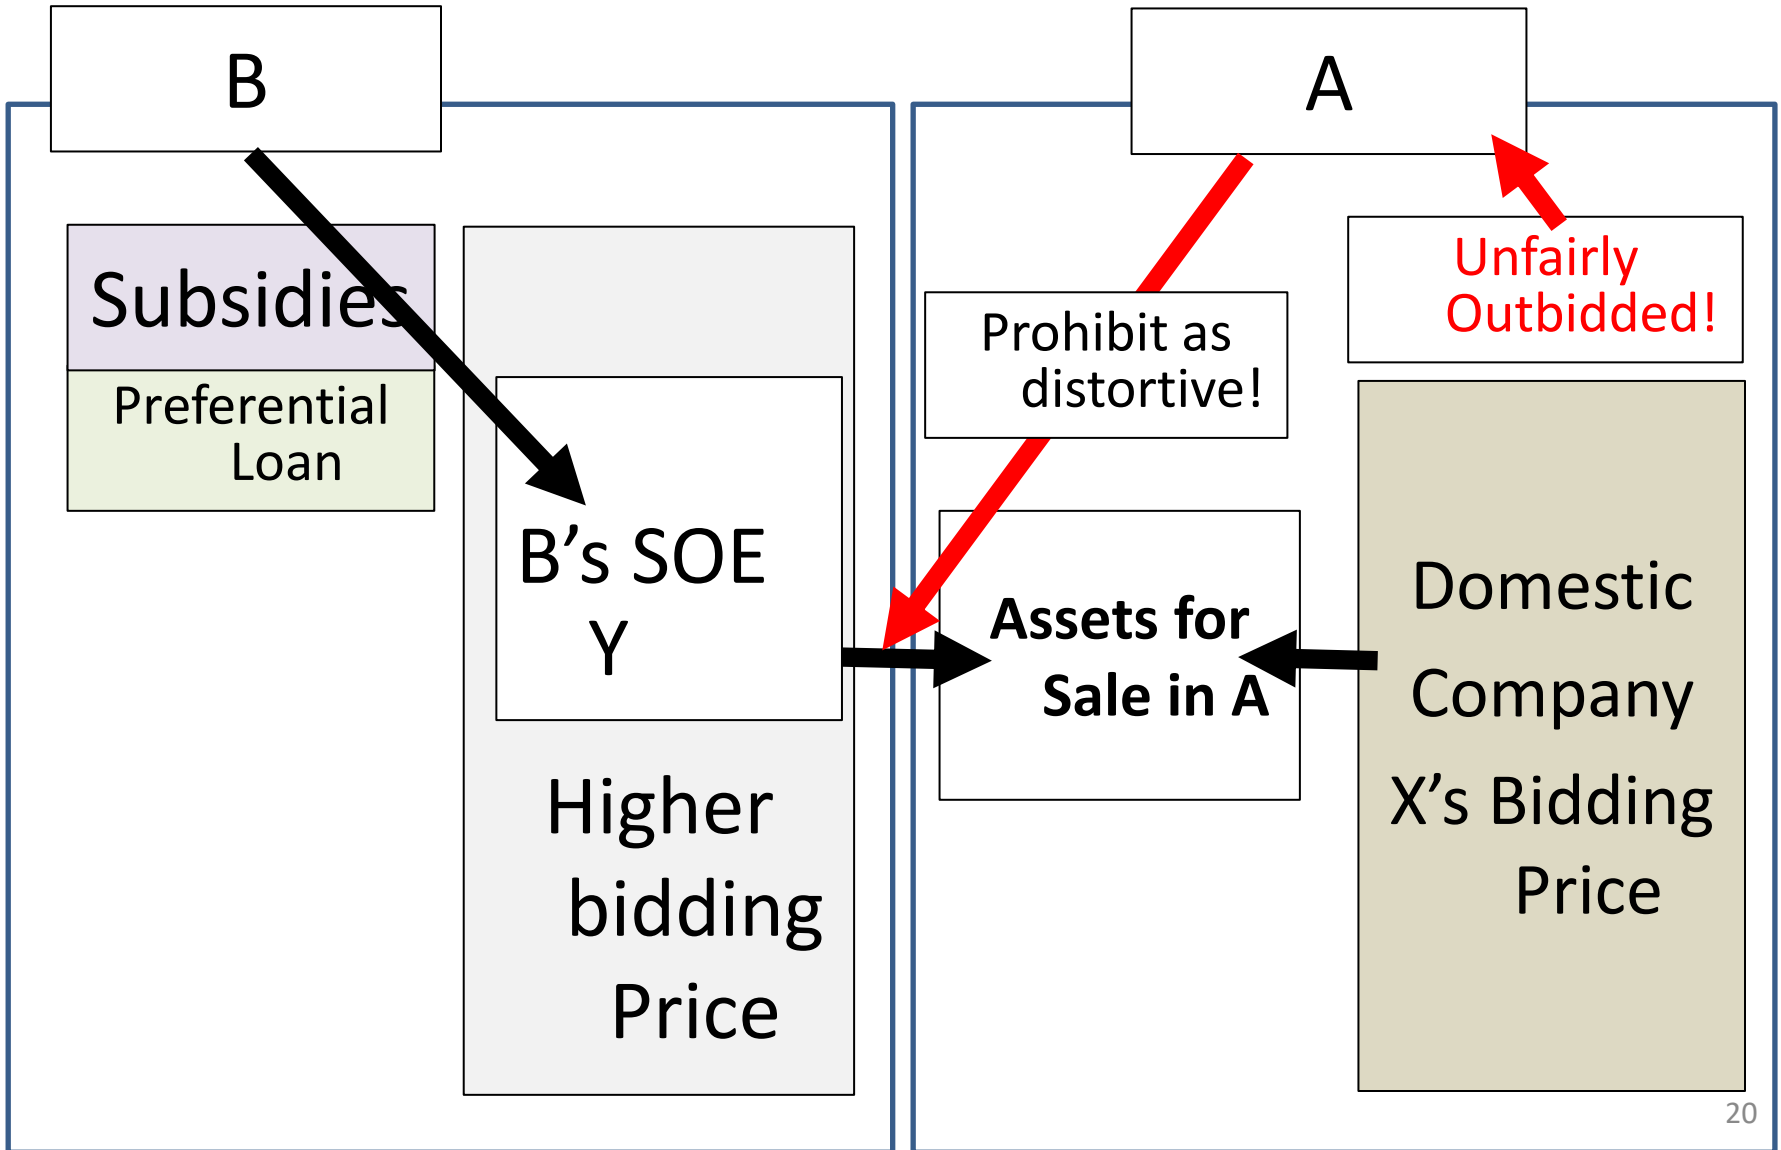 B
A
Subsidies
Preferential
Loan
B’s SOE
Y
Higher
bidding
Price
Unfairly
Outbidded!
Prohibit as
distortive!
Assets for
Sale in A
Domestic
Company
X’s Bidding
Price
20